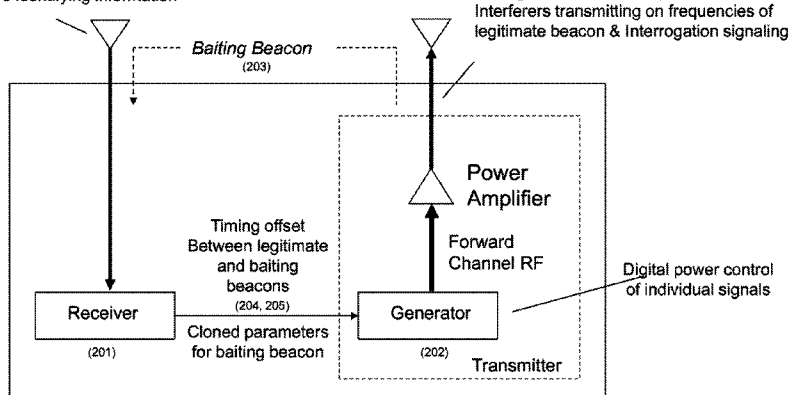 Interferers transmitting on frequencies of
legitimate beacon & Interrogation signaling
Baiting Beacon
(203)
Power
Amplifier
Timing offset
Between legitimate
and baiting
beacons
(204, 205)
Forward
Channel RF
Digital power control
of individual signals
Receiver
Generator
(201)
Cloned parameters
for baiting beacon
(202)
Transmitter